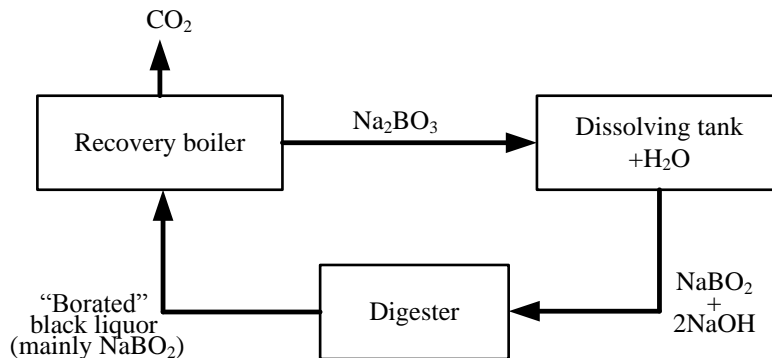 CO₂
Recovery boiler
Na₂BO₃
Dissolving tank
+H₂O
“Borated”
black liquor
(mainly NaBO₂)
Digester
NaBO₂
+
2NaOH